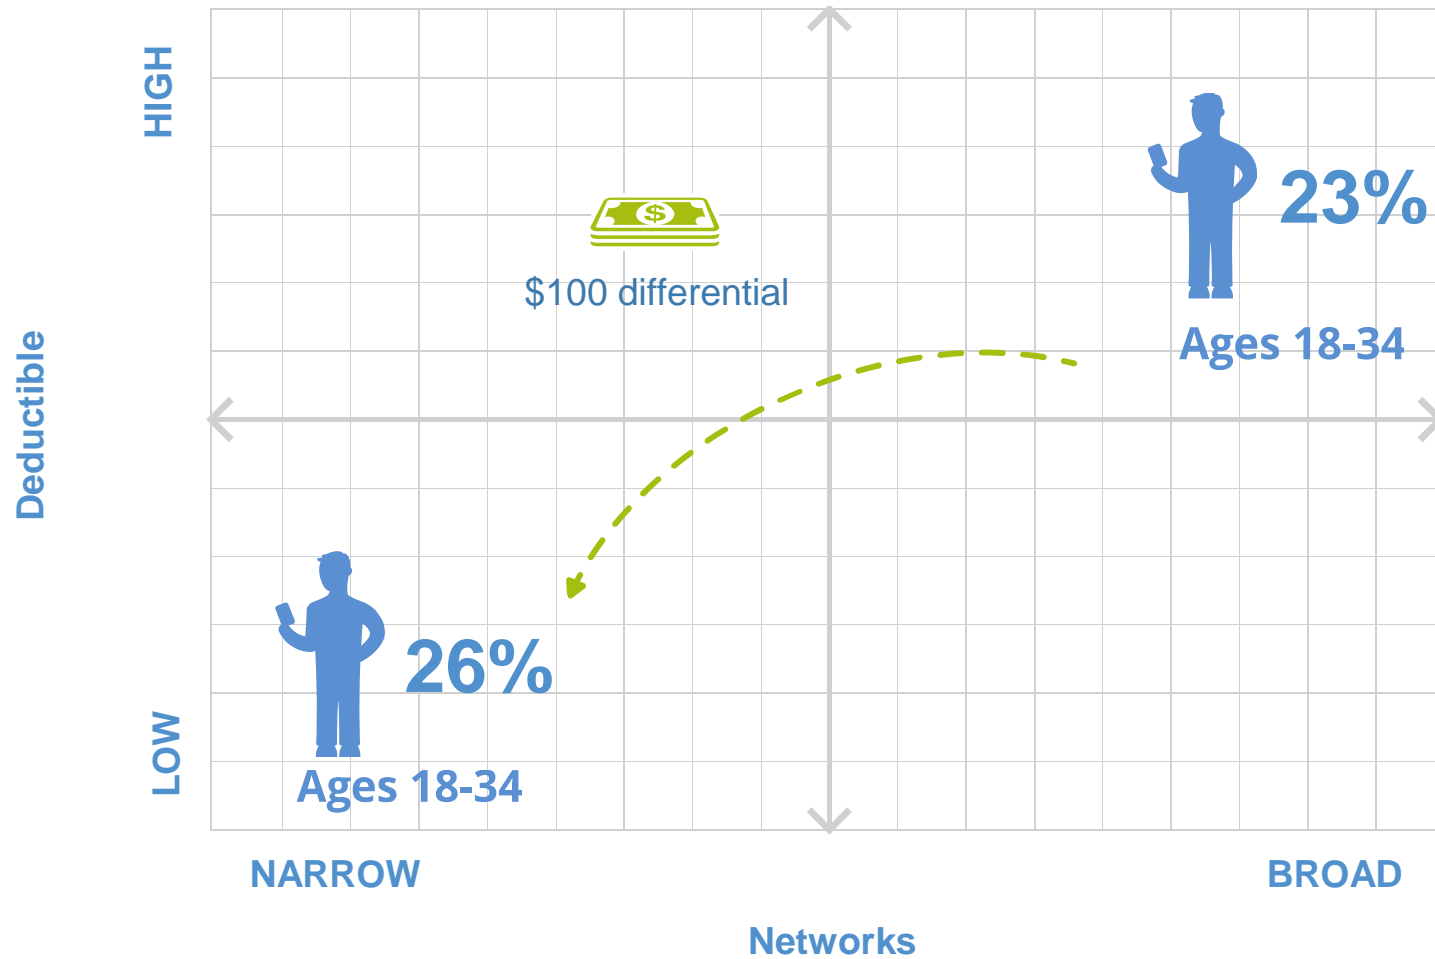 HIGH
23%
$
$100 differential
Ages 18-34
Deductible
26%
LOW
Ages 18-34
NARROW
BROAD
Networks